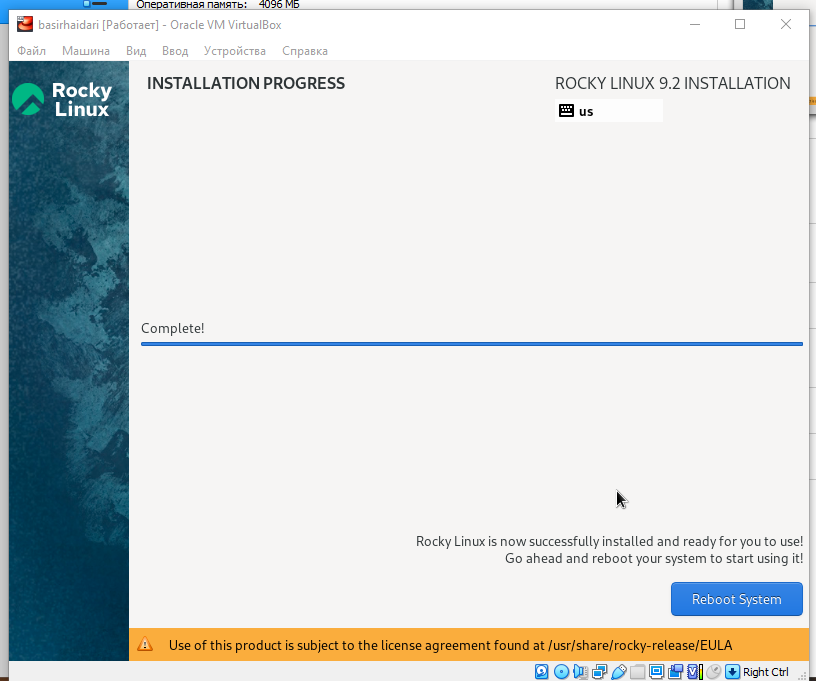 Оперативная память: 4096 МБ
basirhaidari [Работает] - Oracle VM VirtualBox
Файл Машина Вид Ввод Устройства Справка
Rocky
Linux
INSTALLATION PROGRESS
ROCKY LINUX 9.2 INSTALLATION
us
Complete!
Rocky Linux is now successfully installed and ready for you to use!
Go ahead and reboot your system to start using it!
Reboot System
Use of this product is subject to the license agreement found at /usr/share/rocky-release/EULA
Right Ctrl